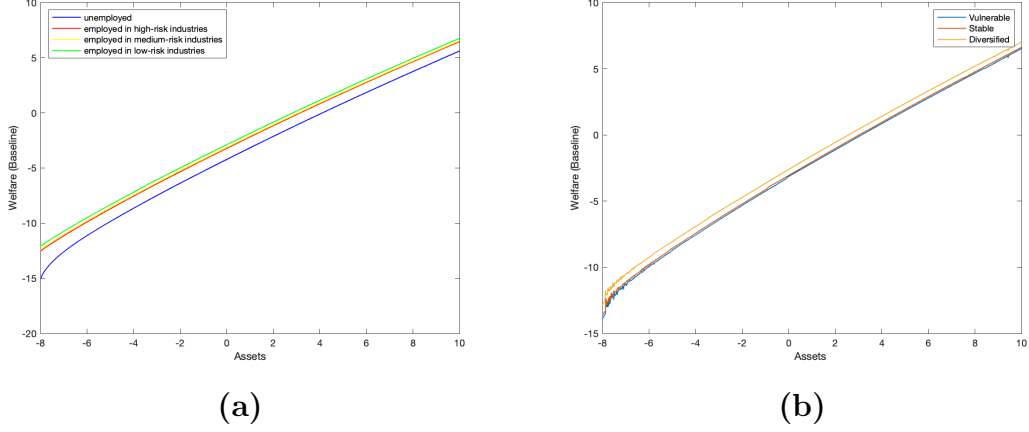 unemployed
employed in high-risk industries
employed in medium-risk industries
employed in low-risk industries
10
5
0
-5
-10
-15
-20
Welfare (Baseline)
-8 -6 -4 -2 0 2 4 6 8 10
Assets
(a)
Vulnerable
Stable
Diversified
10
5
0
-5
-10
-15
Welfare (Baseline)
-8 -6 -4 -2 0 2 4 6 8 10
Assets
(b)